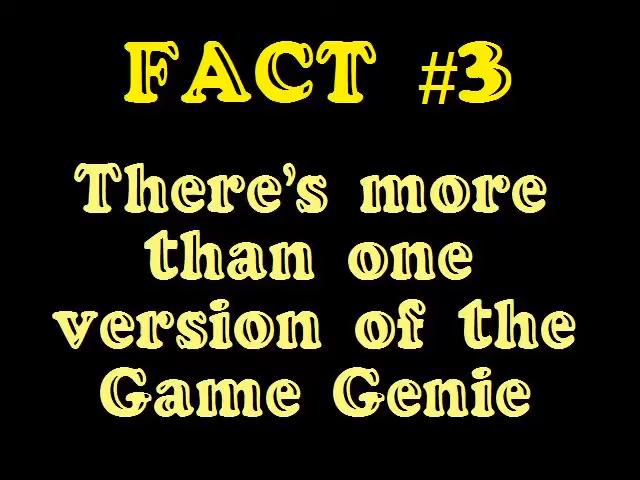 FACT #3
There's more
than one
version of the
Game Genie